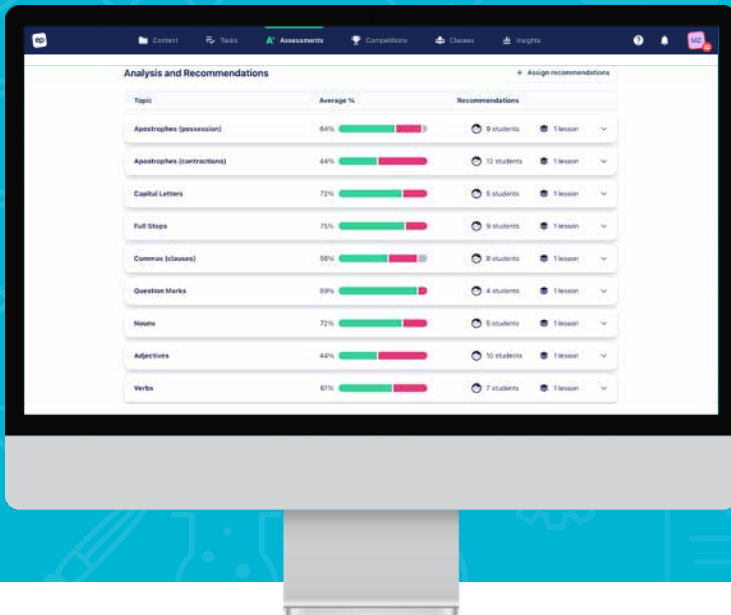 ep Content Tasks A+ Assessments Competitions Classes Insights ? MZ
Analysis and Recommendations + Assign recommendations
Topic Average % Recommendations
Apostrophes (possession) 64% 9 students 1 lesson
Apostrophes (contractions) 44% 12 students 1 lesson
Capital Letters 72% 5 students 1 lesson
Full Stops 75% 9 students 1 lesson
Commas (clauses) 56% 8 students 1 lesson
Question Marks 89% 4 students 1 lesson
Nouns 72% 5 students 1 lesson
Adjectives 44% 10 students 1 lesson
Verbs 61% 7 students 1 lesson